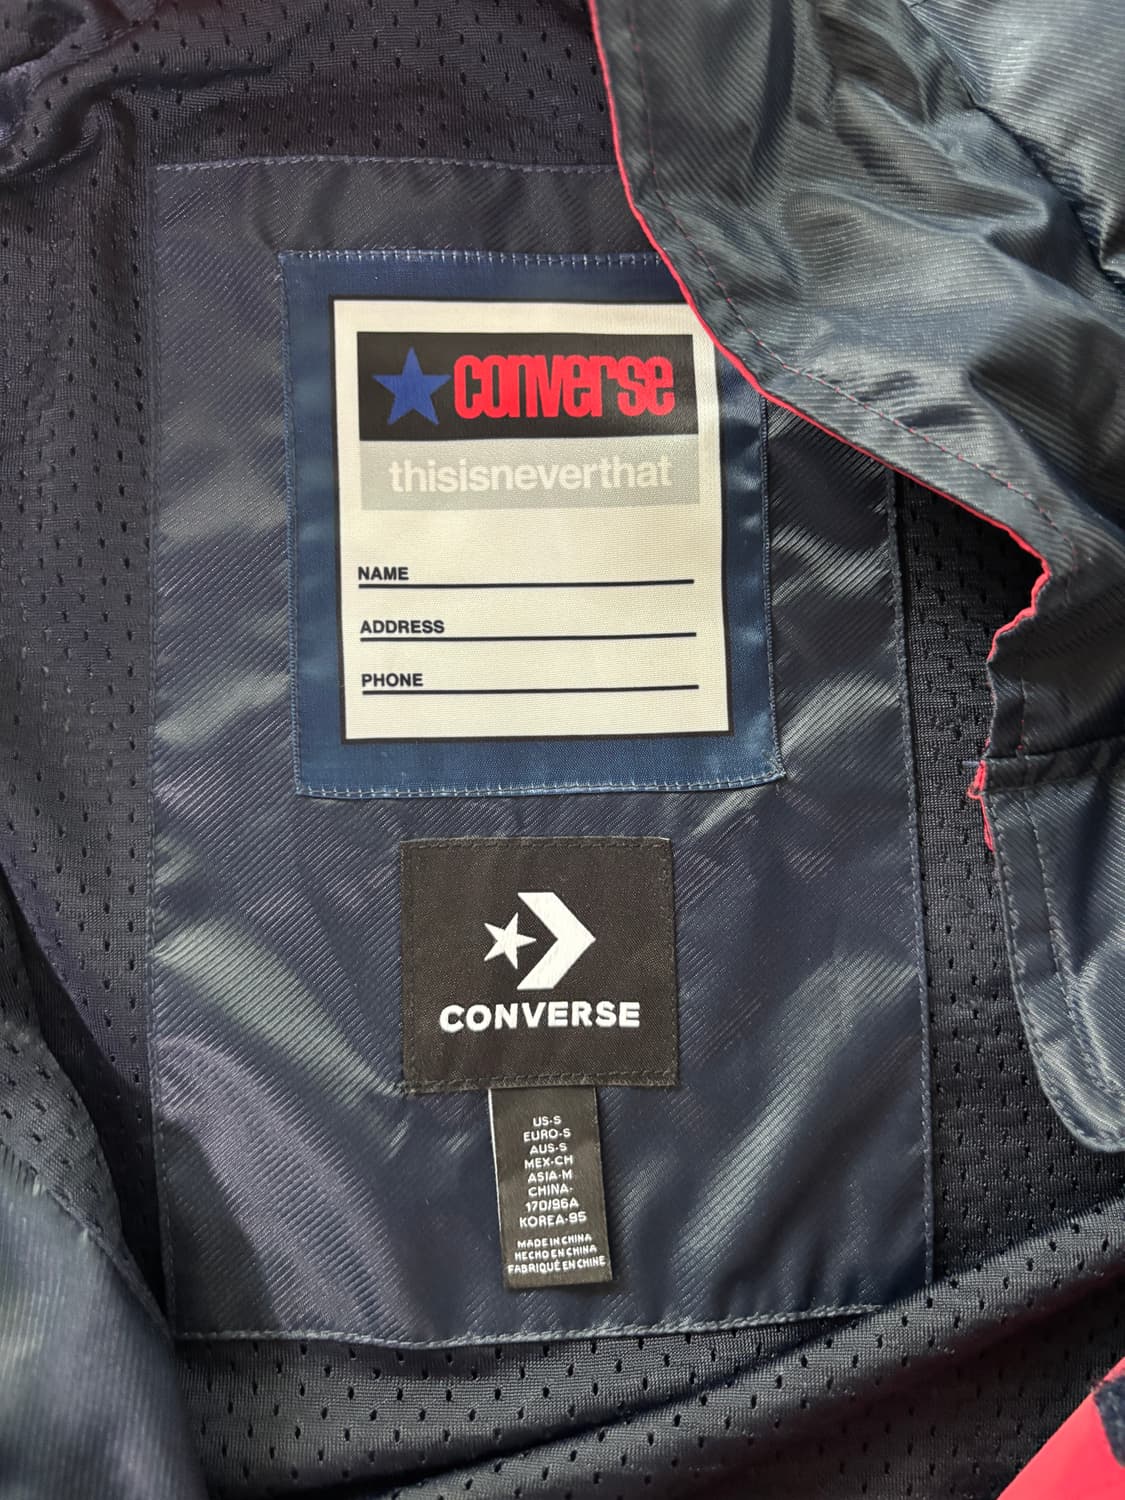 converse
thisisneverthat
NAME
ADDRESS
PHONE
CONVERSE
US-S
EURO-S
AUS-S
MEX-CH
ASIA-M
CHINA-
170/96A
KOREA-95
MADE IN CHINA
HECHO EN CHINA
FABRIQUÉ EN CHINE